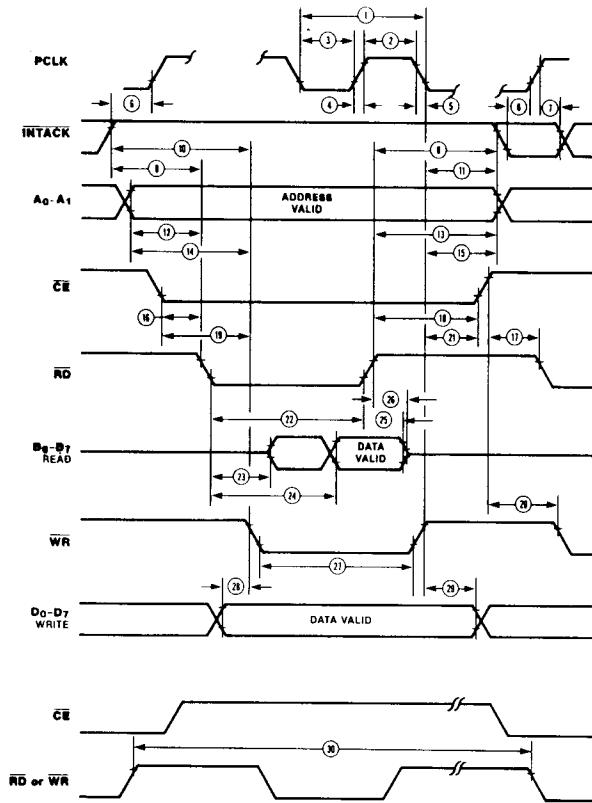 1
3 2
PCLK
4 5
6 6 7
INTACK
10
8 11
A0-A1 ADDRESS VALID
12 13
14 15
CE
16 18
19 21 17
RD
26
22 25
D0-D7
READ
DATA
VALID
23
24
WR
27
28 29
D0-D7
WRITE
DATA VALID
CE
30
RD or WR